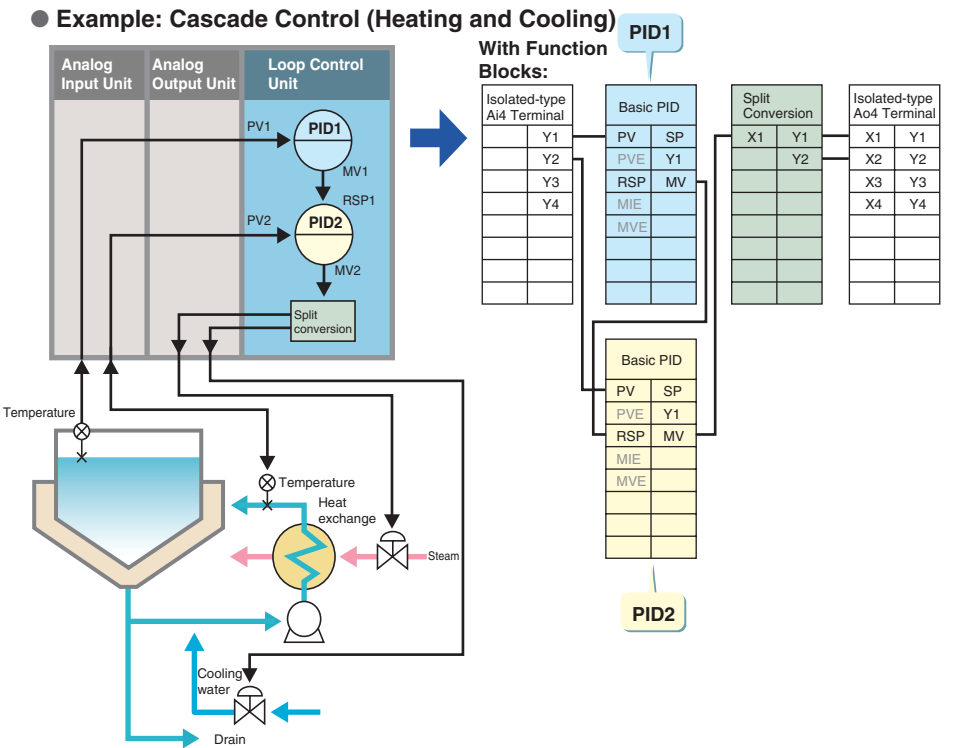 ● Example: Cascade Control (Heating and Cooling)
Analog
Input Unit
Analog
Output Unit
Loop Control
Unit
PV1
PID1
MV1
RSP1
PV2
PID2
MV2
Split
conversion
Temperature
Temperature
Heat
exchange
Steam
Cooling
water
Drain
With Function
Blocks:
PID1
Isolated-type
Ai4 Terminal
Y1
Y2
Y3
Y4
Basic PID
PV SP
PVE Y1
RSP MV
MIE
MVE
Split
Conversion
X1 Y1
Y2
Isolated-type
Ao4 Terminal
X1 Y1
X2 Y2
X3 Y3
X4 Y4
Basic PID
PV SP
PVE Y1
RSP MV
MIE
MVE
PID2